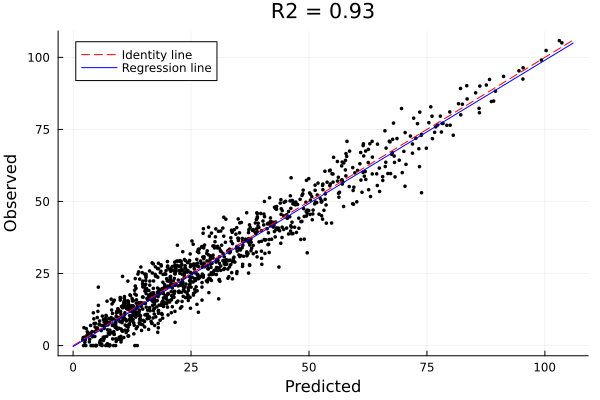 R2 = 0.93
Identity line
Regression line
Observed
100
75
50
25
0
0 25 50 75 100
Predicted